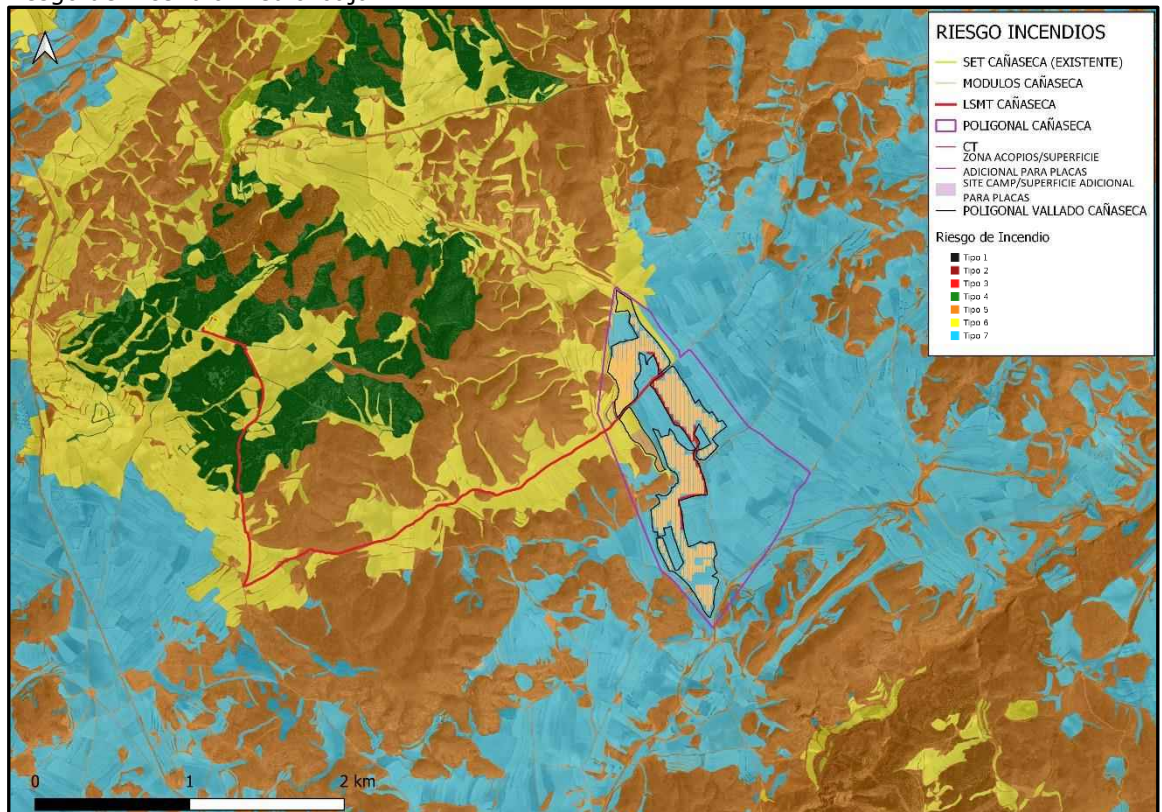 RIESGO INCENDIOS
SET CAÑASECA (EXISTENTE)
MODULOS CAÑASECA
LSMT CAÑASECA
POLIGONAL CAÑASECA
CT
ZONA ACOPIOS/SUPERFICIE
ADICIONAL PARA PLACAS
SITE CAMP/SUPERFICIE ADICIONAL
PARA PLACAS
POLIGONAL VALLADO CAÑASECA
Riesgo de Incendio
Tipo 1
Tipo 2
Tipo 3
Tipo 4
Tipo 5
Tipo 6
Tipo 7
0 1 2 km